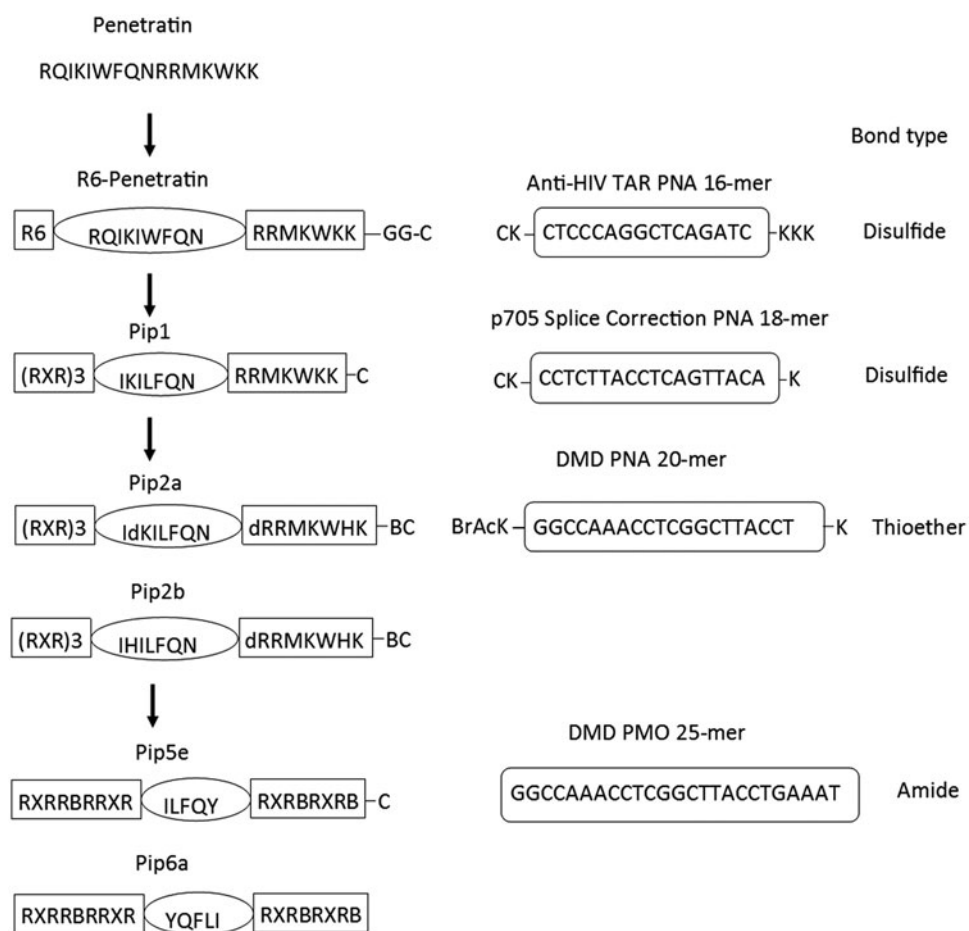 Penetratin
RQIKIWFQNRRMKWKK
Bond type
R6-Penetratin
Anti-HIV TAR PNA 16-mer
R6 RQIKIWFQN RRMKWKK GG-C CK CTCCCAGGCTCAGATC KKK Disulfide
Pip1
p705 Splice Correction PNA 18-mer
(RXR)3 IKILFQN RRMKWKK C CK CCTCTTACCTCAGTTACA K Disulfide
DMD PNA 20-mer
Pip2a
(RXR)3 IdKILFQN dRRMKWHK BC BrAcK GGCCAAACCTCGGCTTACCT K Thioether
Pip2b
(RXR)3 IHILFQN dRRMKWHK BC
DMD PMO 25-mer
Pip5e
RXRRBRRXR ILFQY RXRBRXRB C GGCCAAACCTCGGCTTACCTGAAAT Amide
Pip6a
RXRRBRRXR YQFLI RXRBRXRB